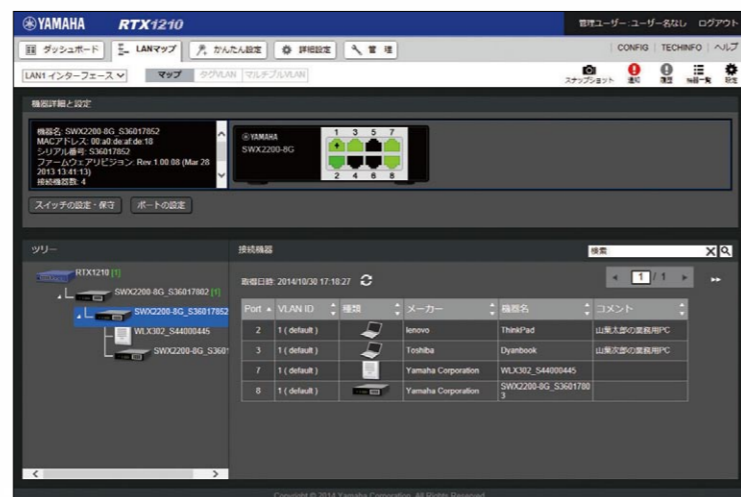 YAMAHA RTX1210 管理ユーザー:ユーザー名なし ログアウト
ダッシュボード LANマップ かんたん設定 詳細設定 管理 CONFIG TECHINFO ヘルプ
LAN1 インターフェース マップ タグVLAN マルチプルVLAN スナップショット 通知 履歴 機器一覧 設定
機器詳細と設定
機器名: SWX2200-8G_S36017852
MACアドレス: 00:a0:de:af:de:18
シリアル番号: S36017852
ファームウェアリビジョン: Rev 1.00.08 (Mar 28
2013 13:41:13)
接続機器数: 4
YAMAHA
SWX2200-8G
1 3 5 7
2 4 6 8
スイッチの設定・保守 ポートの設定
ツリー
RTX1210 [1]
SWX2200-8G_S36017802 [1]
SWX2200-8G_S36017852
WLX302_S44000445
SWX2200-8G_S3601
接続機器 検索
取得日時: 2014/10/30 17:18:27 1 / 1
Port VLAN ID 種類 メーカー 機器名 コメント
2 1 ( default ) lenovo ThinkPad 山葉太郎の業務用PC
3 1 ( default ) Toshiba Dyanbook 山葉次郎の業務用PC
7 1 ( default ) Yamaha Corporation WLX302_S44000445
8 1 ( default ) Yamaha Corporation SWX2200-8G_S3601780
3
Copyright © 2014 Yamaha Corporation. All Rights Reserved.